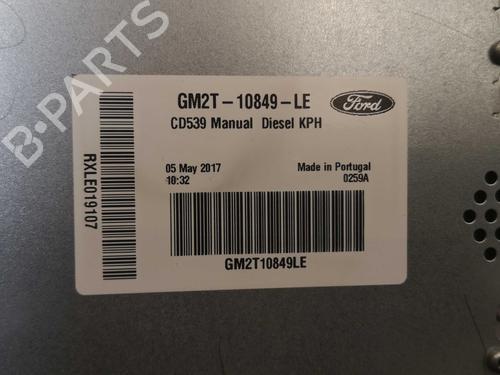 B-PARTS
GM2T-10849-LE
Ford
CD539 Manual Diesel KPH
05 May 2017
10:32
Made in Portugal
0259A
GM2T10849LE
RXLE019107